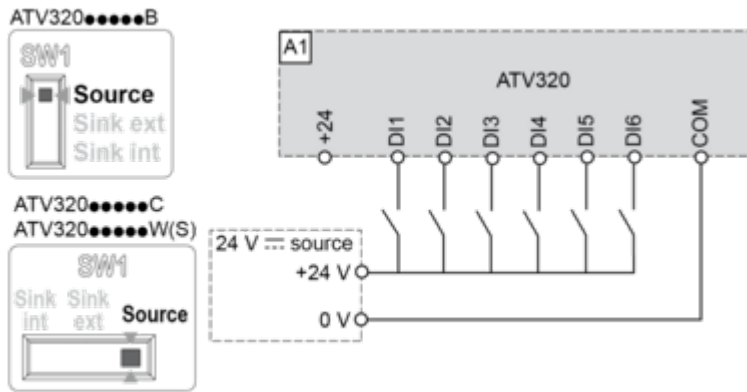 ATV320●●●●●B
SW1
Source
Sink ext
Sink int
ATV320●●●●●C
ATV320●●●●●W(S)
SW1
Sink int
Sink ext
Source
A1
ATV320
+24
DI1
DI2
DI3
DI4
DI5
DI6
COM
24 V ⎓ source
+24 V
0 V